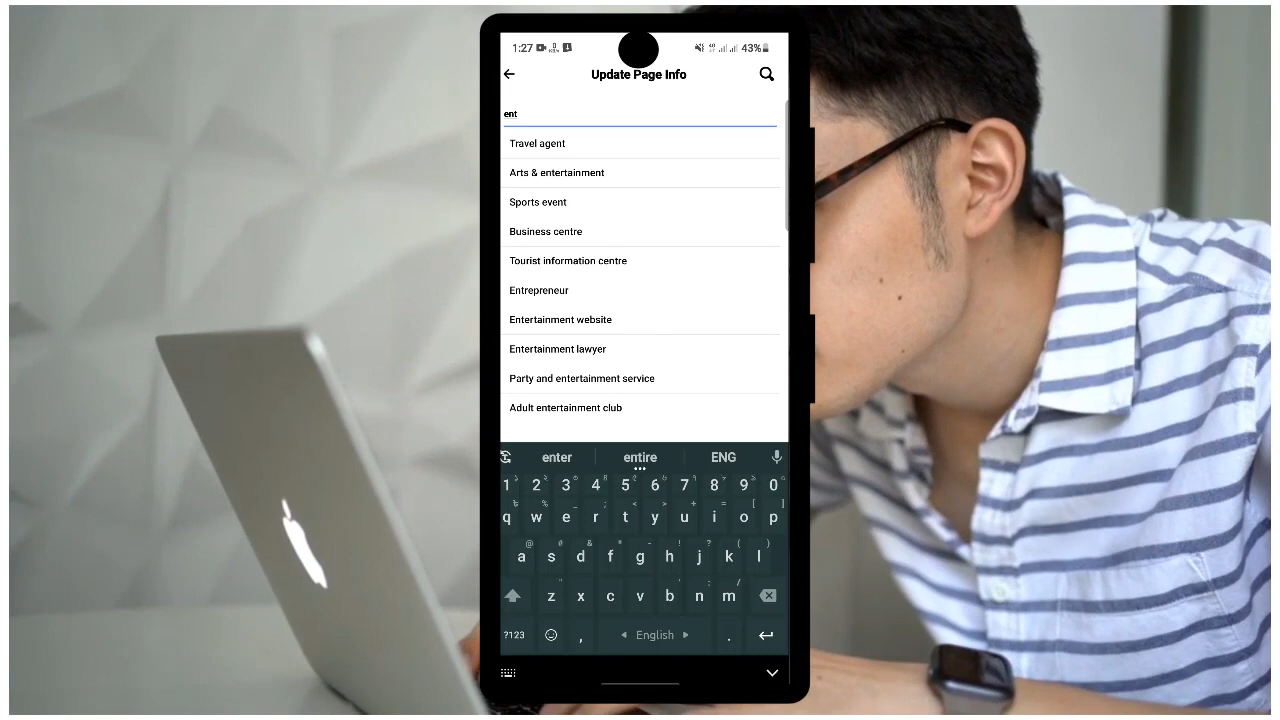 1:27 43%
Update Page Info
ent
Travel agent
Arts & entertainment
Sports event
Business centre
Tourist information centre
Entrepreneur
Entertainment website
Entertainment lawyer
Party and entertainment service
Adult entertainment club
enter entire ENG
1 2 3 4 5 6 7 8 9 0
q w e r t y u i o p
a s d f g h j k l
z x c v b n m
?123 , English .